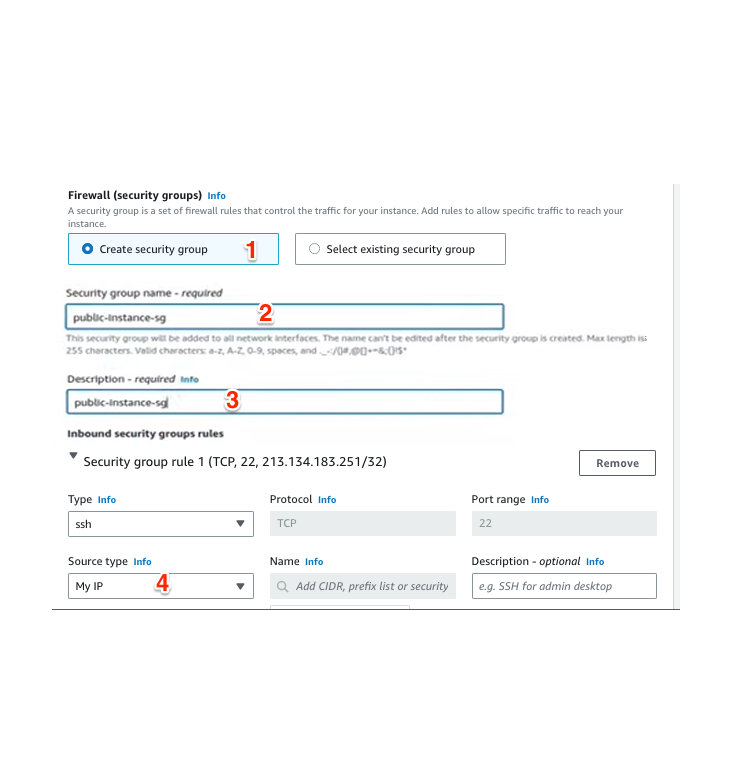 Firewall (security groups) Info
A security group is a set of firewall rules that control the traffic for your instance. Add rules to allow specific traffic to reach your
instance.
Create security group 1 Select existing security group
Security group name - required
public-instance-sg 2
This security group will be added to all network interfaces. The name can't be edited after the security group is created. Max length is
255 characters. Valid characters: a-z, A-Z, 0-9, spaces, and ._-:/()#,@[]+=&;{}!$*
Description - required Info
public-instance-sg 3
Inbound security groups rules
Security group rule 1 (TCP, 22, 213.134.183.251/32) Remove
Type Info Protocol Info Port range Info
ssh TCP 22
Source type Info Name Info Description - optional Info
My IP 4 Add CIDR, prefix list or security e.g. SSH for admin desktop